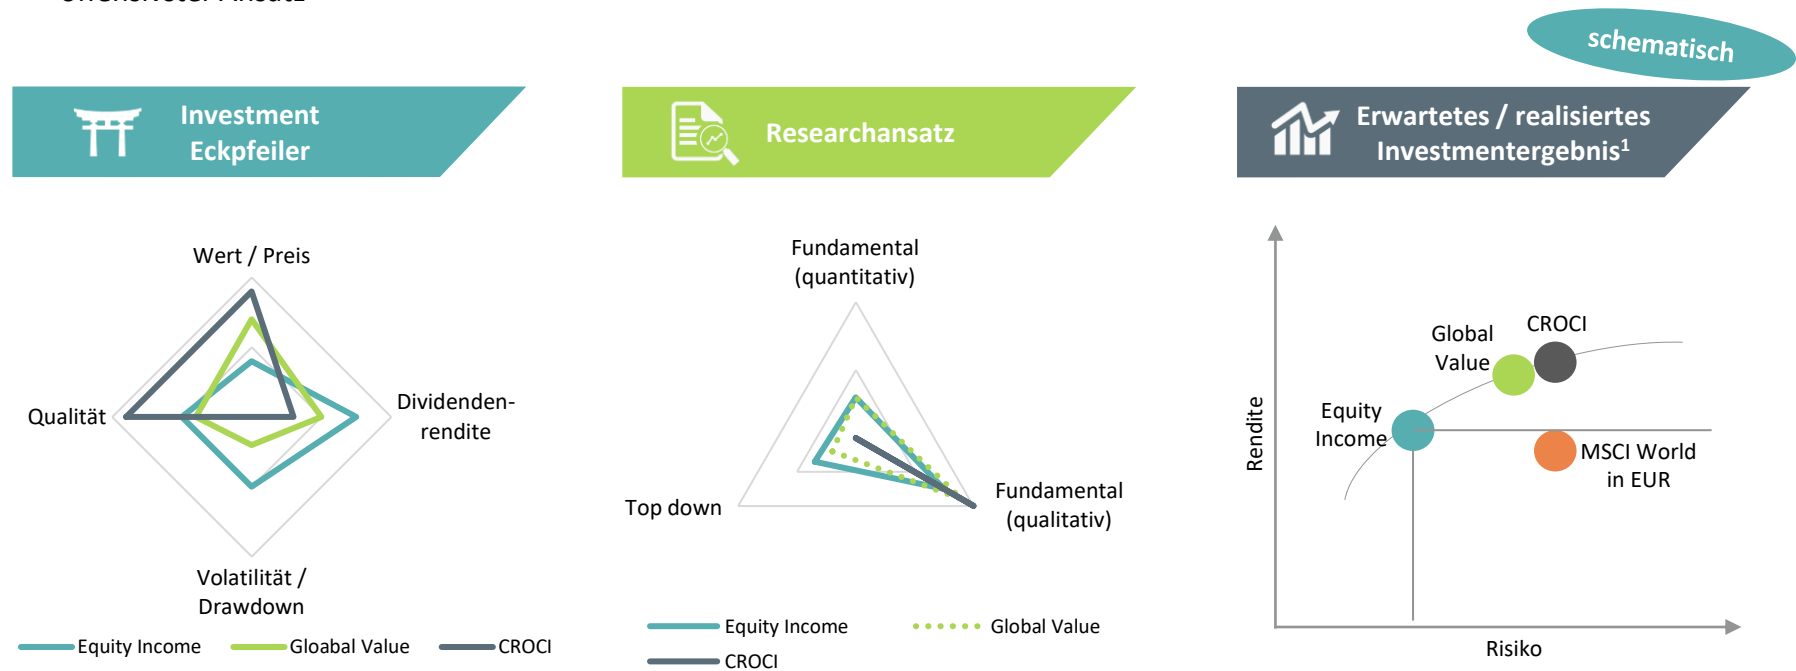 offensivster Ansatz
schematisch
Investment
Eckpfeiler
Researchansatz
Erwartetes / realisiertes
Investmentergebnis¹
Wert / Preis
Qualität
Dividenden-
rendite
Volatilität /
Drawdown
Equity Income
Gloabal Value
CROCI
Fundamental
(quantitativ)
Top down
Fundamental
(qualitativ)
Equity Income
Global Value
CROCI
Rendite
Global
Value
CROCI
Equity
Income
MSCI World
in EUR
Risiko